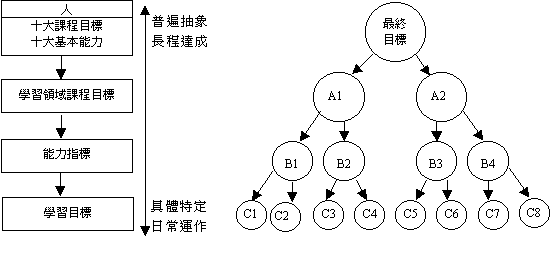 人
十大課程目標
十大基本能力
學習領域課程目標
能力指標
學習目標
普遍抽象
長程達成
具體特定
日常運作
最終
目標
A1
A2
B1
B2
B3
B4
C1
C2
C3
C4
C5
C6
C7
C8